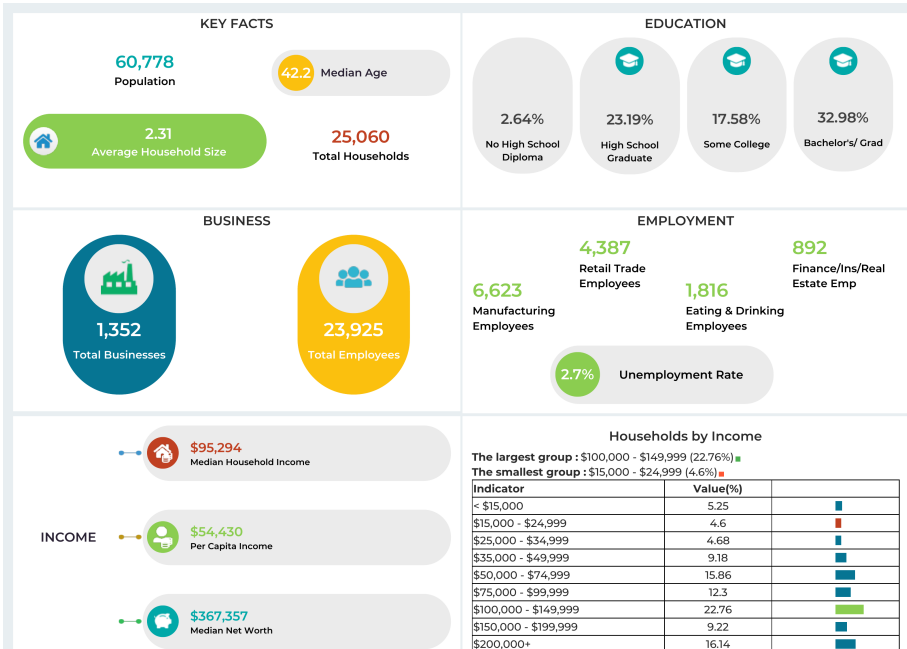 KEY FACTS
60,778
Population
42.2
Median Age
2.31
Average Household Size
25,060
Total Households
EDUCATION
2.64%
No High School
Diploma
23.19%
High School
Graduate
17.58%
Some College
32.98%
Bachelor's/ Grad
BUSINESS
1,352
Total Businesses
23,925
Total Employees
EMPLOYMENT
6,623
Manufacturing
Employees
4,387
Retail Trade
Employees
1,816
Eating & Drinking
Employees
892
Finance/Ins/Real
Estate Emp
2.7%
Unemployment Rate
INCOME
$95,294
Median Household Income
$54,430
Per Capita Income
$367,357
Median Net Worth
Households by Income
The largest group : $100,000 - $149,999 (22.76%)
The smallest group : $15,000 - $24,999 (4.6%)
Indicator Value(%)
< $15,000 5.25
$15,000 - $24,999 4.6
$25,000 - $34,999 4.68
$35,000 - $49,999 9.18
$50,000 - $74,999 15.86
$75,000 - $99,999 12.3
$100,000 - $149,999 22.76
$150,000 - $199,999 9.22
$200,000+ 16.14